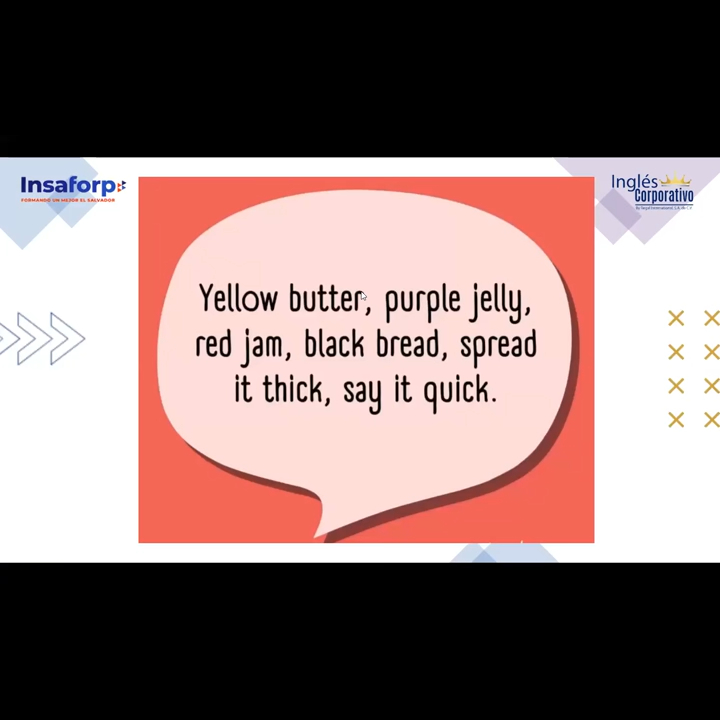 Insaforp
FORMANDO UN MEJOR EL SALVADOR
Inglés
Corporativo
Yellow butter, purple jelly,
red jam, black bread, spread
it thick, say it quick.